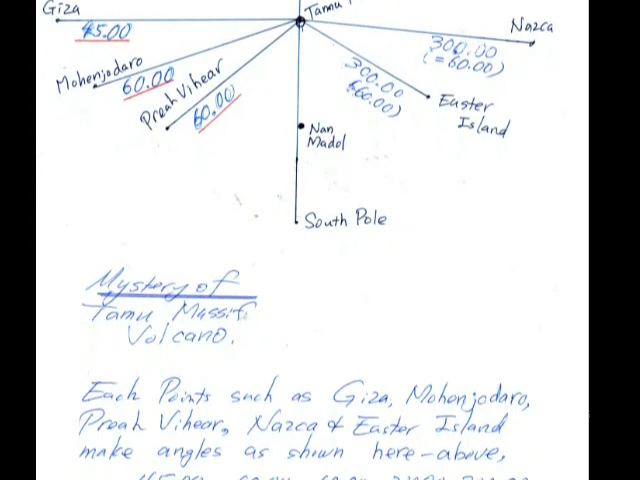 Giza
Tamu
Nazca
45.00
300.00
(=60.00)
Mohenjodaro
60.00
Preah Vihear
60.00
300.00
(60.00)
Easter
Island
Nan
Madol
South Pole
Mystery of
Tamu Massif
Volcano.
Each Points such as Giza, Mohenjodaro,
Preah Vihear, Nazca & Easter Island
make angles as shown here-above,